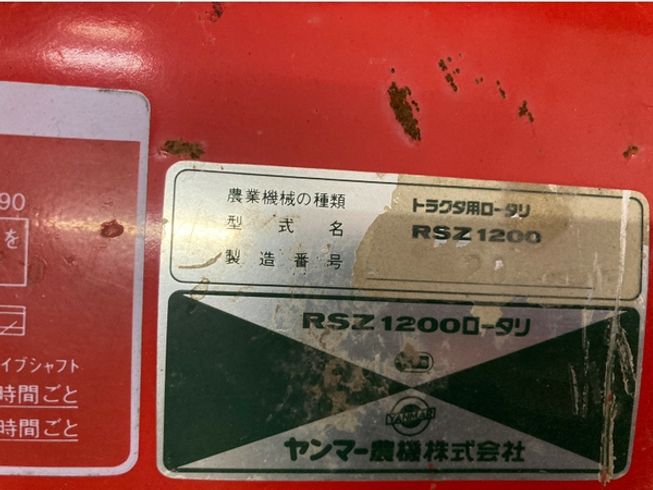 90
を
イプシャフト
時間ごと
時間ごと
農業機械の種類 トラクタ用ロータリ
型式名 RSZ1200
製造番号
RSZ1200ロータリ
YANMAR
ヤンマー農機株式会社